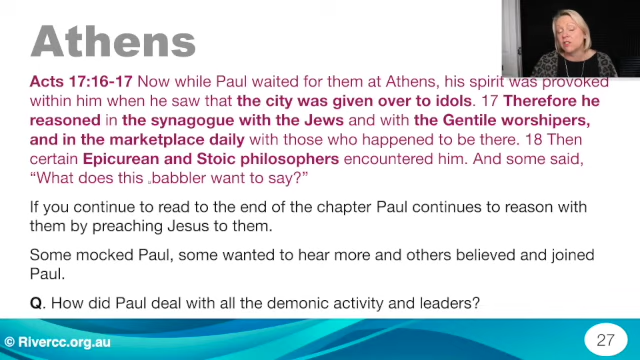 Athens
Acts 17:16-17 Now while Paul waited for them at Athens, his spirit was provoked
within him when he saw that the city was given over to idols. 17 Therefore he
reasoned in the synagogue with the Jews and with the Gentile worshipers,
and in the marketplace daily with those who happened to be there. 18 Then
certain Epicurean and Stoic philosophers encountered him. And some said,
“What does this babbler want to say?”
If you continue to read to the end of the chapter Paul continues to reason with
them by preaching Jesus to them.
Some mocked Paul, some wanted to hear more and others believed and joined
Paul.
Q. How did Paul deal with all the demonic activity and leaders?
© Rivercc.org.au
27